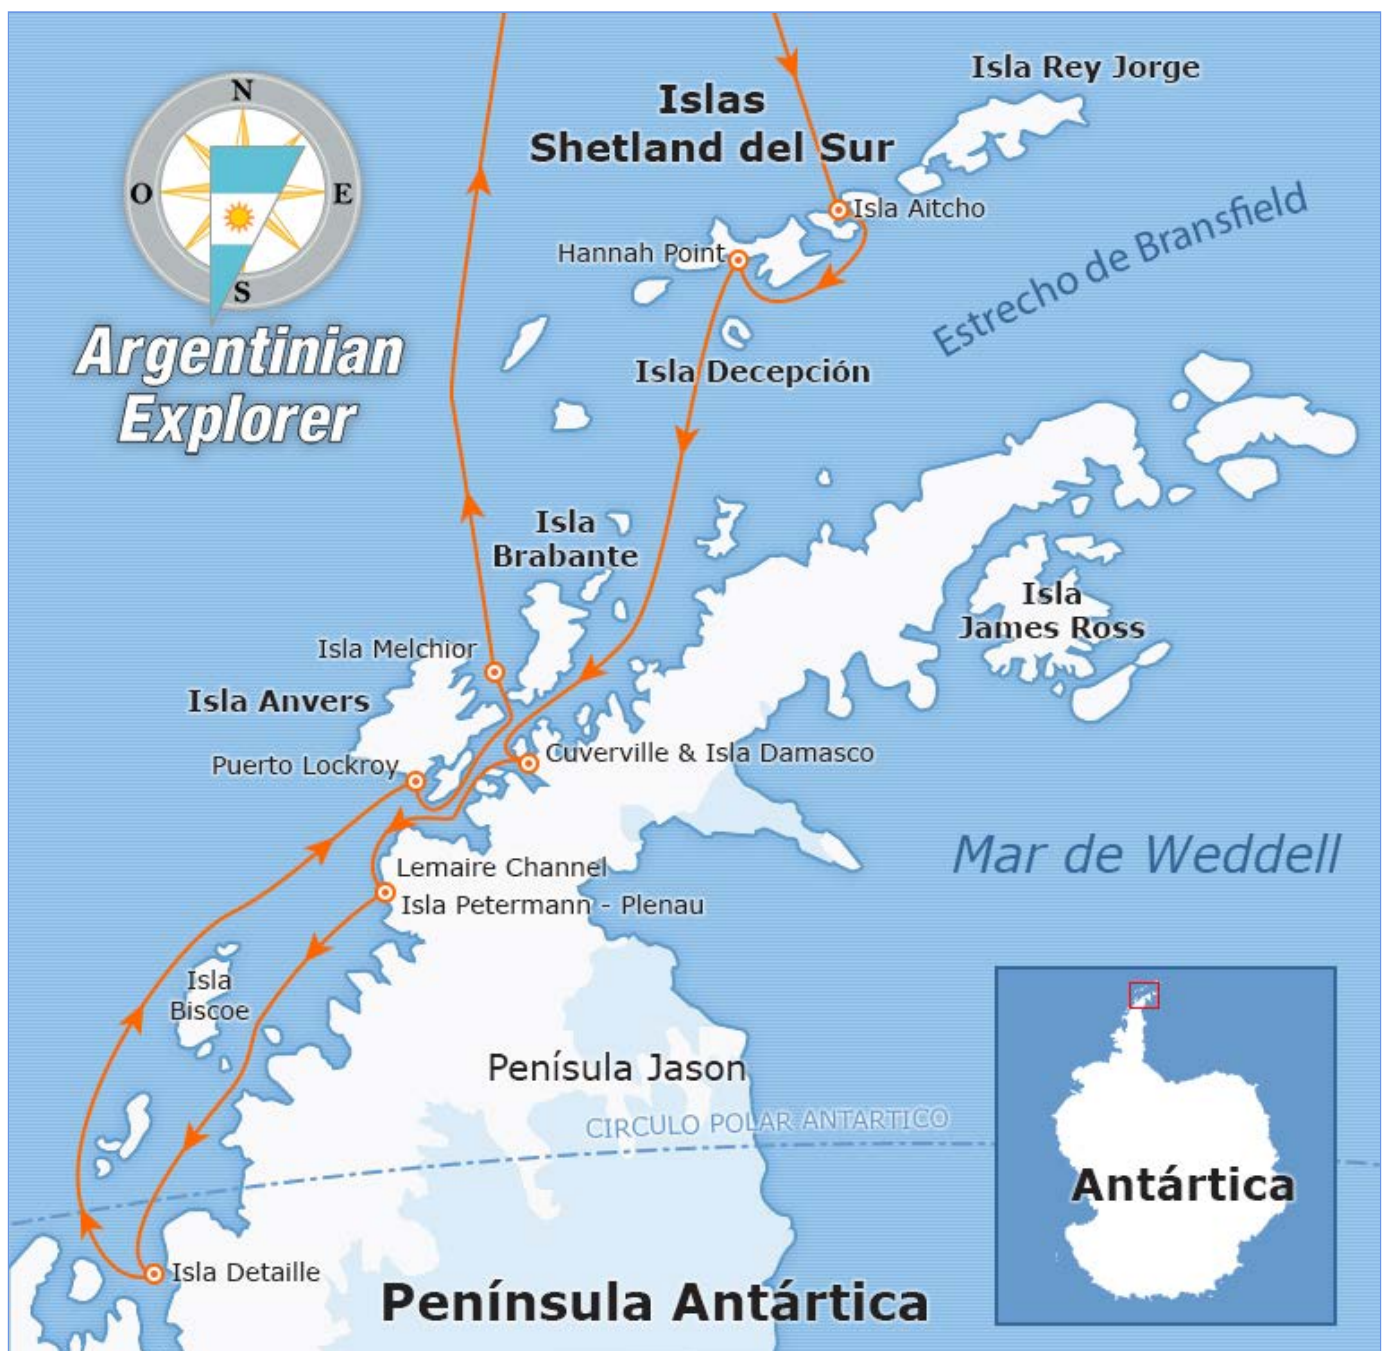 Isla Rey Jorge
Islas
Shetland del Sur
N
O
E
S
Isla Aitcho
Hannah Point
Estrecho de Bransfield
Argentinian
Explorer
Isla Decepción
Isla
Brabante
Isla
James Ross
Isla Melchior
Isla Anvers
Cuverville & Isla Damasco
Puerto Lockroy
Mar de Weddell
Lemaire Channel
Isla Petermann - Plenau
Isla
Biscoe
Penísula Jason
CIRCULO POLAR ANTARTICO
Antártica
Isla Detaille
Península Antártica